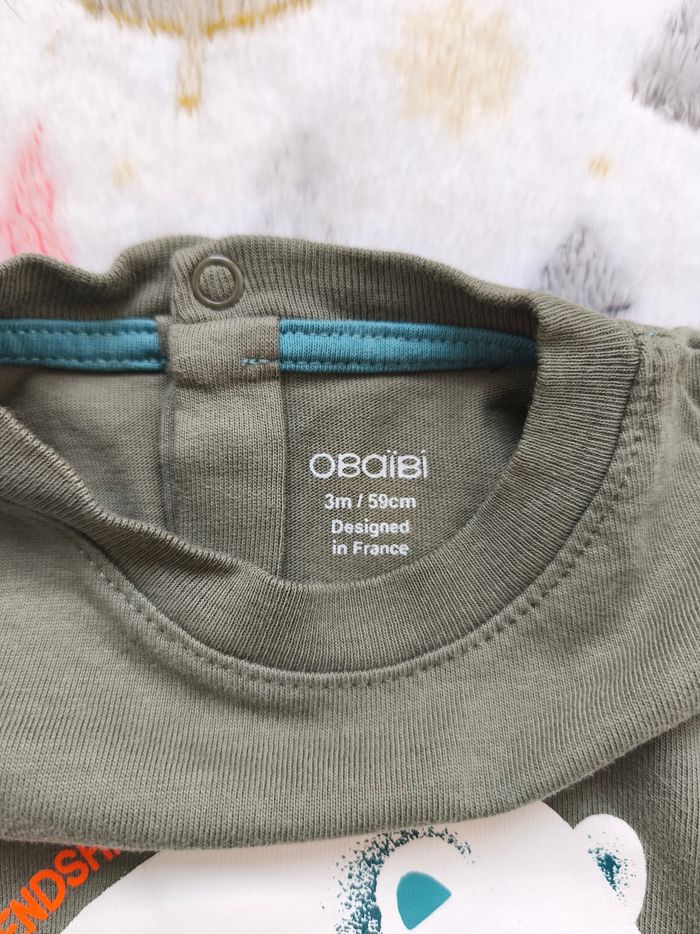 OBaïBi
3m / 59cm
Designed
in France